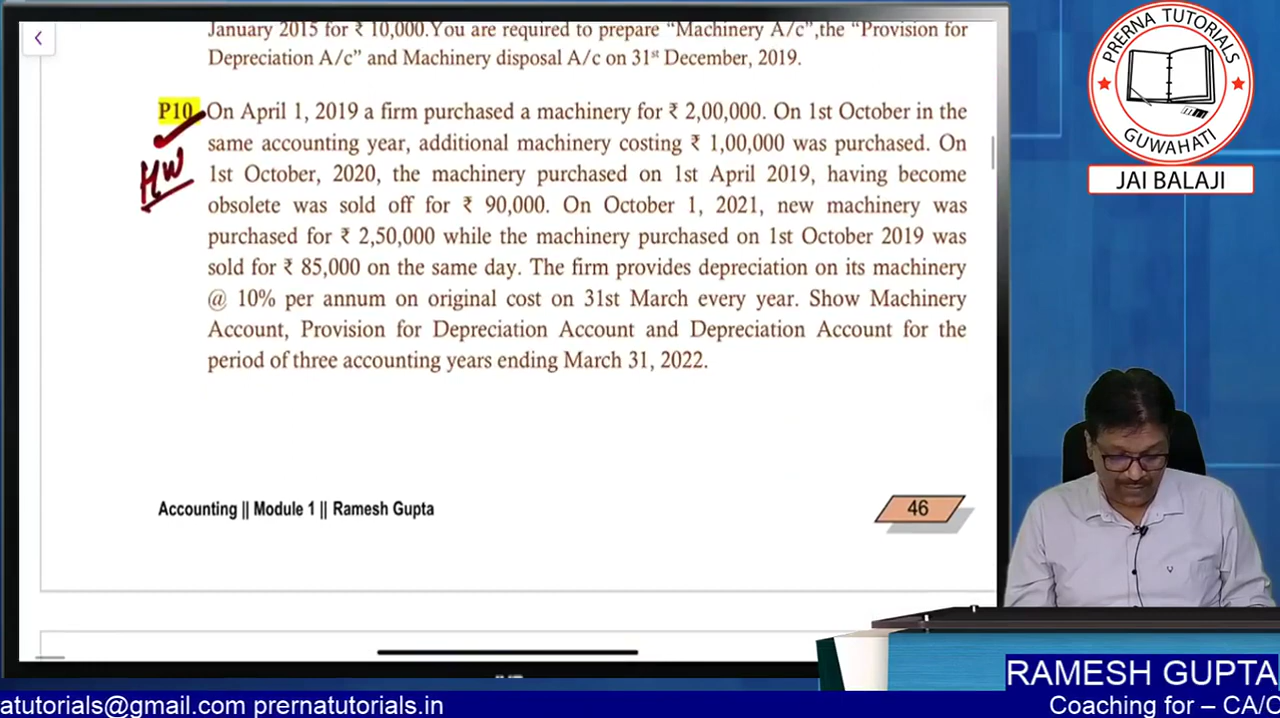 January 2015 for ₹ 10,000.You are required to prepare “Machinery A/c”,the “Provision for
Depreciation A/c” and Machinery disposal A/c on 31st December, 2019.
P10 On April 1, 2019 a firm purchased a machinery for ₹ 2,00,000. On 1st October in the
same accounting year, additional machinery costing ₹ 1,00,000 was purchased. On
HW
1st October, 2020, the machinery purchased on 1st April 2019, having become
obsolete was sold off for ₹ 90,000. On October 1, 2021, new machinery was
purchased for ₹ 2,50,000 while the machinery purchased on 1st October 2019 was
sold for ₹ 85,000 on the same day. The firm provides depreciation on its machinery
@ 10% per annum on original cost on 31st March every year. Show Machinery
Account, Provision for Depreciation Account and Depreciation Account for the
period of three accounting years ending March 31, 2022.
Accounting || Module 1 || Ramesh Gupta
46
PRERNA TUTORIALS
GUWAHATI
JAI BALAJI
RAMESH GUPTA
atutorials@gmail.com prernatutorials.in
Coaching for – CA/C